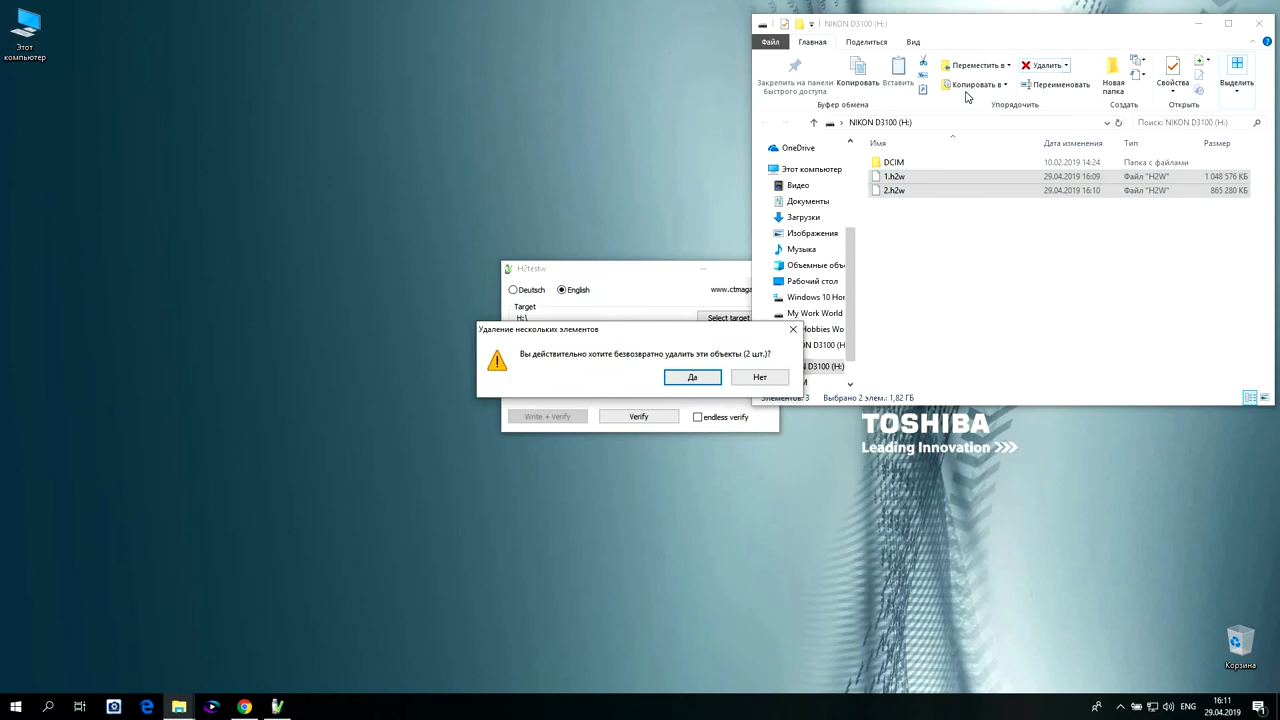 Этот
компьютер
NIKON D3100 (H:)
Файл
Главная
Поделиться
Вид
Закрепить на панели
быстрого доступа
Копировать
Вставить
Переместить в
Копировать в
Удалить
Переименовать
Новая
папка
Свойства
Выделить
Буфер обмена
Упорядочить
Создать
Открыть
NIKON D3100 (H:)
Поиск: NIKON D3100 (H:)
Имя
Дата изменения
Тип
Размер
OneDrive
Этот компьютер
Видео
Документы
Загрузки
Изображения
Музыка
Объемные объ
Рабочий стол
Windows 10 Hom
My Work World
Hobbies Wo
ON D3100 (H
N D3100 (H:)
DCIM
10.02.2019 14:24
Папка с файлами
1.h2w
29.04.2019 16:09
Файл "H2W"
1 048 576 КБ
2.h2w
29.04.2019 16:10
Файл "H2W"
865 280 КБ
Элементов: 3
Выбрано 2 элем.: 1,82 ГБ
H2testw
Deutsch
English
www.ctmaga
Target
H:\
Select target
Удаление нескольких элементов
Вы действительно хотите безвозвратно удалить эти объекты (2 шт.)?
Да
Нет
Write + Verify
Verify
endless verify
TOSHIBA
Leading Innovation >>>
Корзина
ENG
16:11
29.04.2019
1